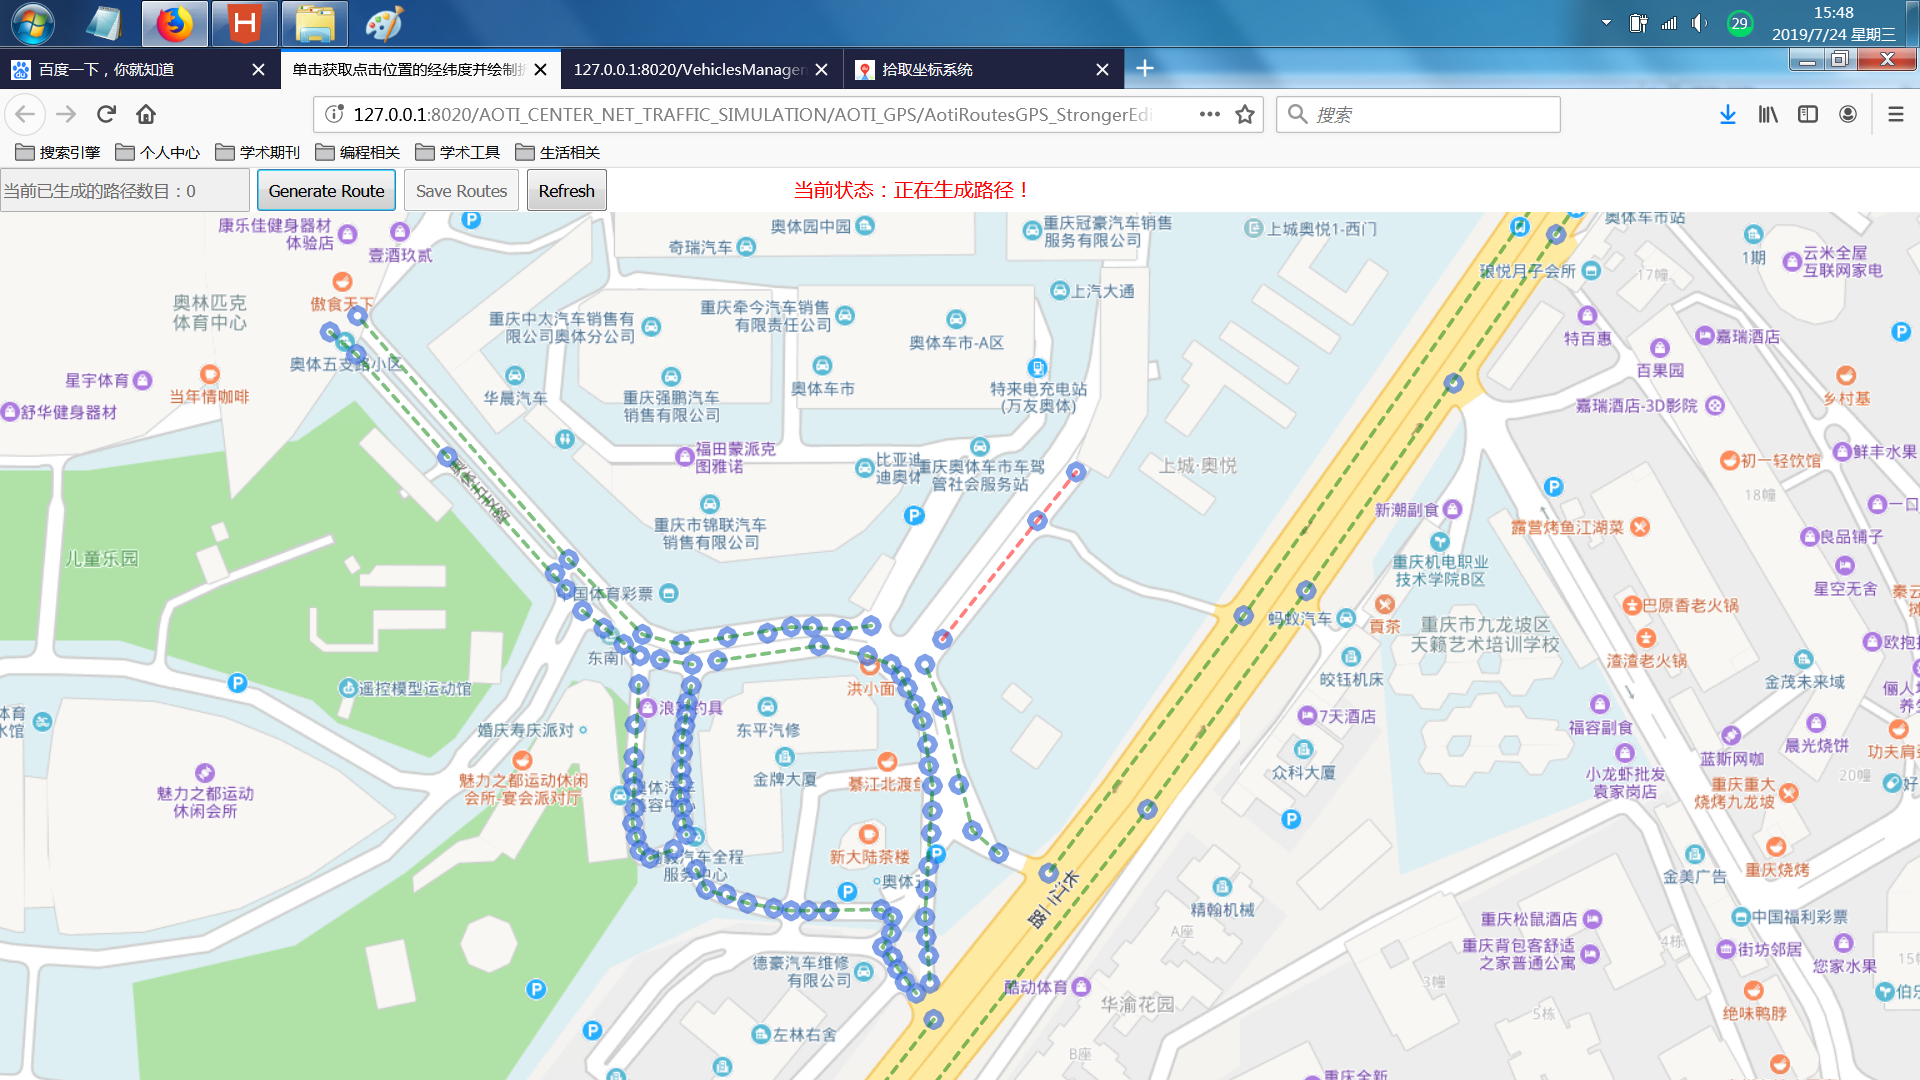 29
15:48
2019/7/24 星期三
百度一下，你就知道
单击获取点击位置的经纬度并绘制折
127.0.0.1:8020/VehiclesManager
拾取坐标系统
127.0.0.1:8020/AOTI_CENTER_NET_TRAFFIC_SIMULATION/AOTI_GPS/AotiRoutesGPS_StrongerEdi
搜索
搜索引擎
个人中心
学术期刊
编程相关
学术工具
生活相关
当前已生成的路径数目：0
Generate Route
Save Routes
Refresh
当前状态：正在生成路径！
康乐佳健身器材
体验店
壹酒玖贰
傲食天下
奥林匹克
体育中心
奥体五支路小区
星宇体育
当年情咖啡
舒华健身器材
奥体园中园
奇瑞汽车
重庆冠豪汽车销售
服务有限公司
上城奥悦1-西门
奥体车市站
1期
云米全屋
互联网家电
琅悦月子会所
17幢
上汽大通
重庆中太汽车销售有
限公司奥体分公司
重庆牵今汽车销售
有限责任公司
奥体车市-A区
奥体车市
华晨汽车
重庆强鹏汽车
销售有限公司
特来电充电站
(万友奥体)
特百惠
嘉瑞酒店
百果园
嘉瑞酒店-3D影院
乡村基
福田蒙派克
图雅诺
比亚迪
迪奥体
重庆奥体车市车驾
管社会服务站
上城·奥悦
初一轻饮馆
鲜丰水果
18幢
一口
重庆市锦联汽车
销售有限公司
新潮副食
露营烤鱼江湖菜
良品铺子
重庆机电职业
技术学院B区
星空无舍
儿童乐园
中国体育彩票
蚂蚁汽车
贡茶
重庆市九龙坡区
天籁艺术培训学校
巴原香老火锅
秦云
渣渣老火锅
欧抱
东南门
遥控模型运动馆
洪小面
皎钰机床
金茂未来域
俪人
养生
体育
水馆
婚庆寿庆派对
东平汽修
7天酒店
福容副食
蓝斯网咖
晨光烧饼
功夫肩
魅力之都运动休闲
会所-宴会派对厅
金牌大厦
綦江北渡鱼
众科大厦
小龙虾批发
袁家岗店
重庆重大
烧烤九龙坡
20幢
好
魅力之都运动
休闲会所
新大陆茶楼
汽车全程
服务中心
重庆烧烤
金美广告
长江二路
精翰机械
A座
重庆松鼠酒店
中国福利彩票
重庆背包客舒适
之家普通公寓
4栋
街坊邻居
您家水果
15幢
德豪汽车维修
有限公司
酷动体育
华渝花园
3幢
5栋
绝味鸭脖
伯乐
左林右舍
B座
重庆全新